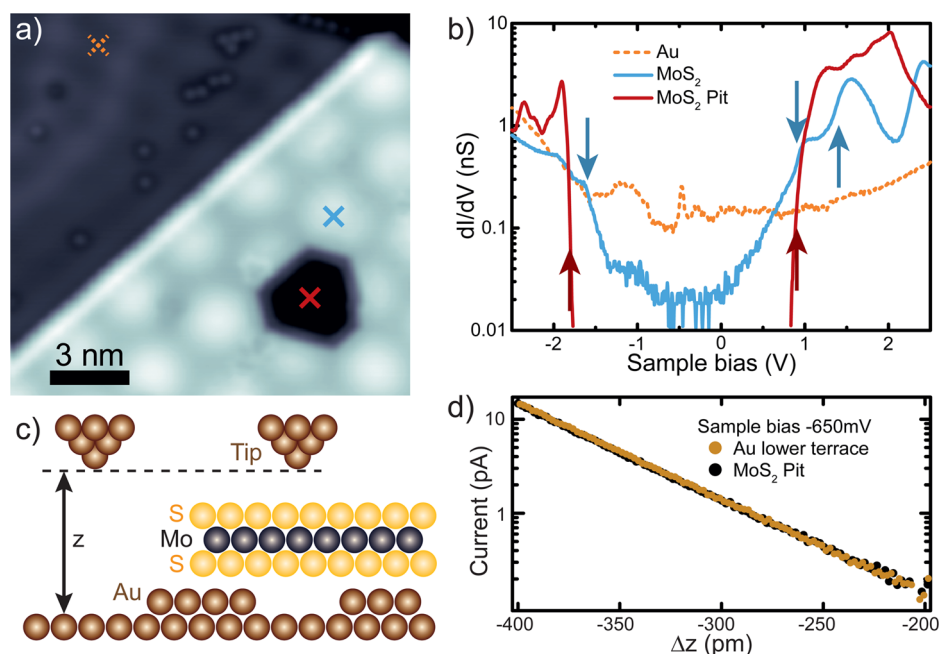 a)
3 nm
b)
Au
MoS₂
MoS₂ Pit
10
1
0.1
0.01
dI/dV (nS)
-2
-1
0
1
2
Sample bias (V)
c)
Tip
z
S
Mo
S
Au
d)
Sample bias -650mV
Au lower terrace
MoS₂ Pit
10
1
Current (pA)
-400
-350
-300
-250
-200
Δz (pm)